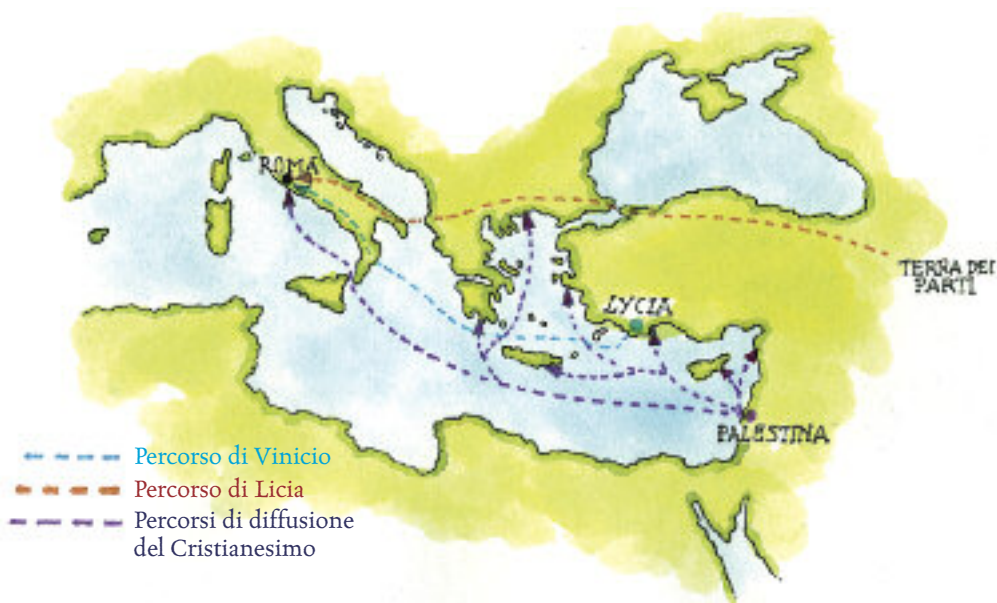 ROMA
TERRA DEI
PARTI
LYCIA
PALESTINA
Percorso di Vinicio
Percorso di Licia
Percorsi di diffusione
del Cristianesimo